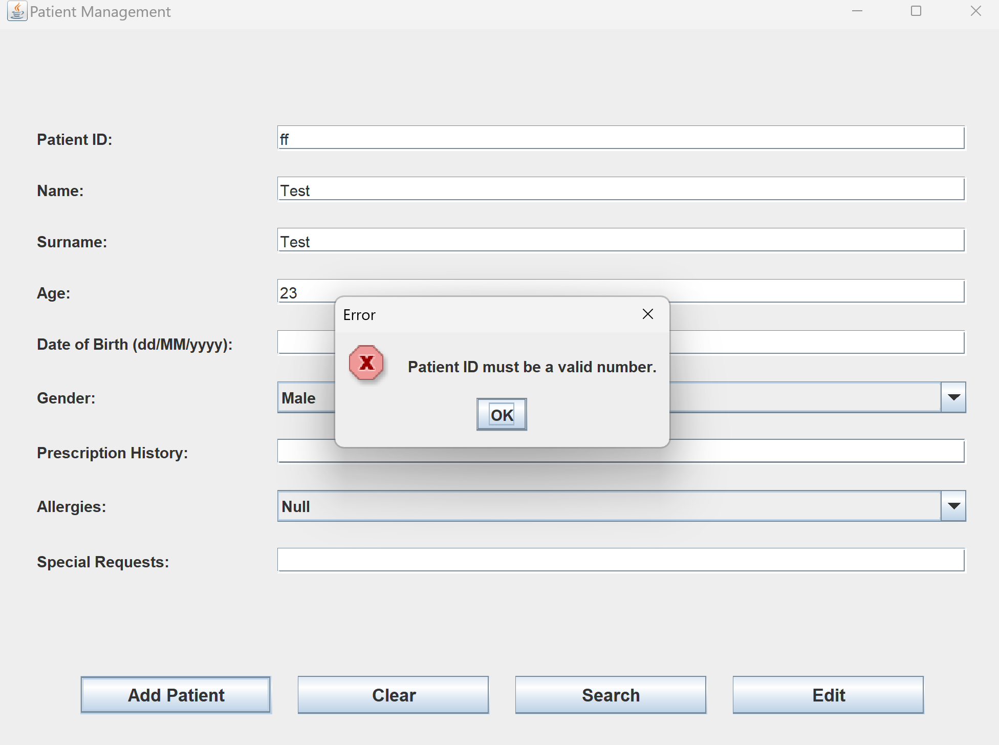 Patient Management
Patient ID: ff
Name: Test
Surname: Test
Age: 23
Error
Date of Birth (dd/MM/yyyy):
Patient ID must be a valid number.
Gender: Male
OK
Prescription History:
Allergies: Null
Special Requests:
Add Patient Clear Search Edit